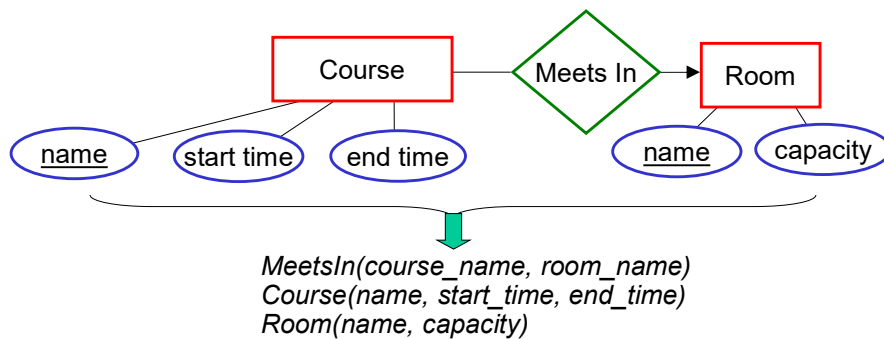 Course
Meets In
Room
name
start time
end time
name
capacity
MeetsIn(course_name, room_name)
Course(name, start_time, end_time)
Room(name, capacity)